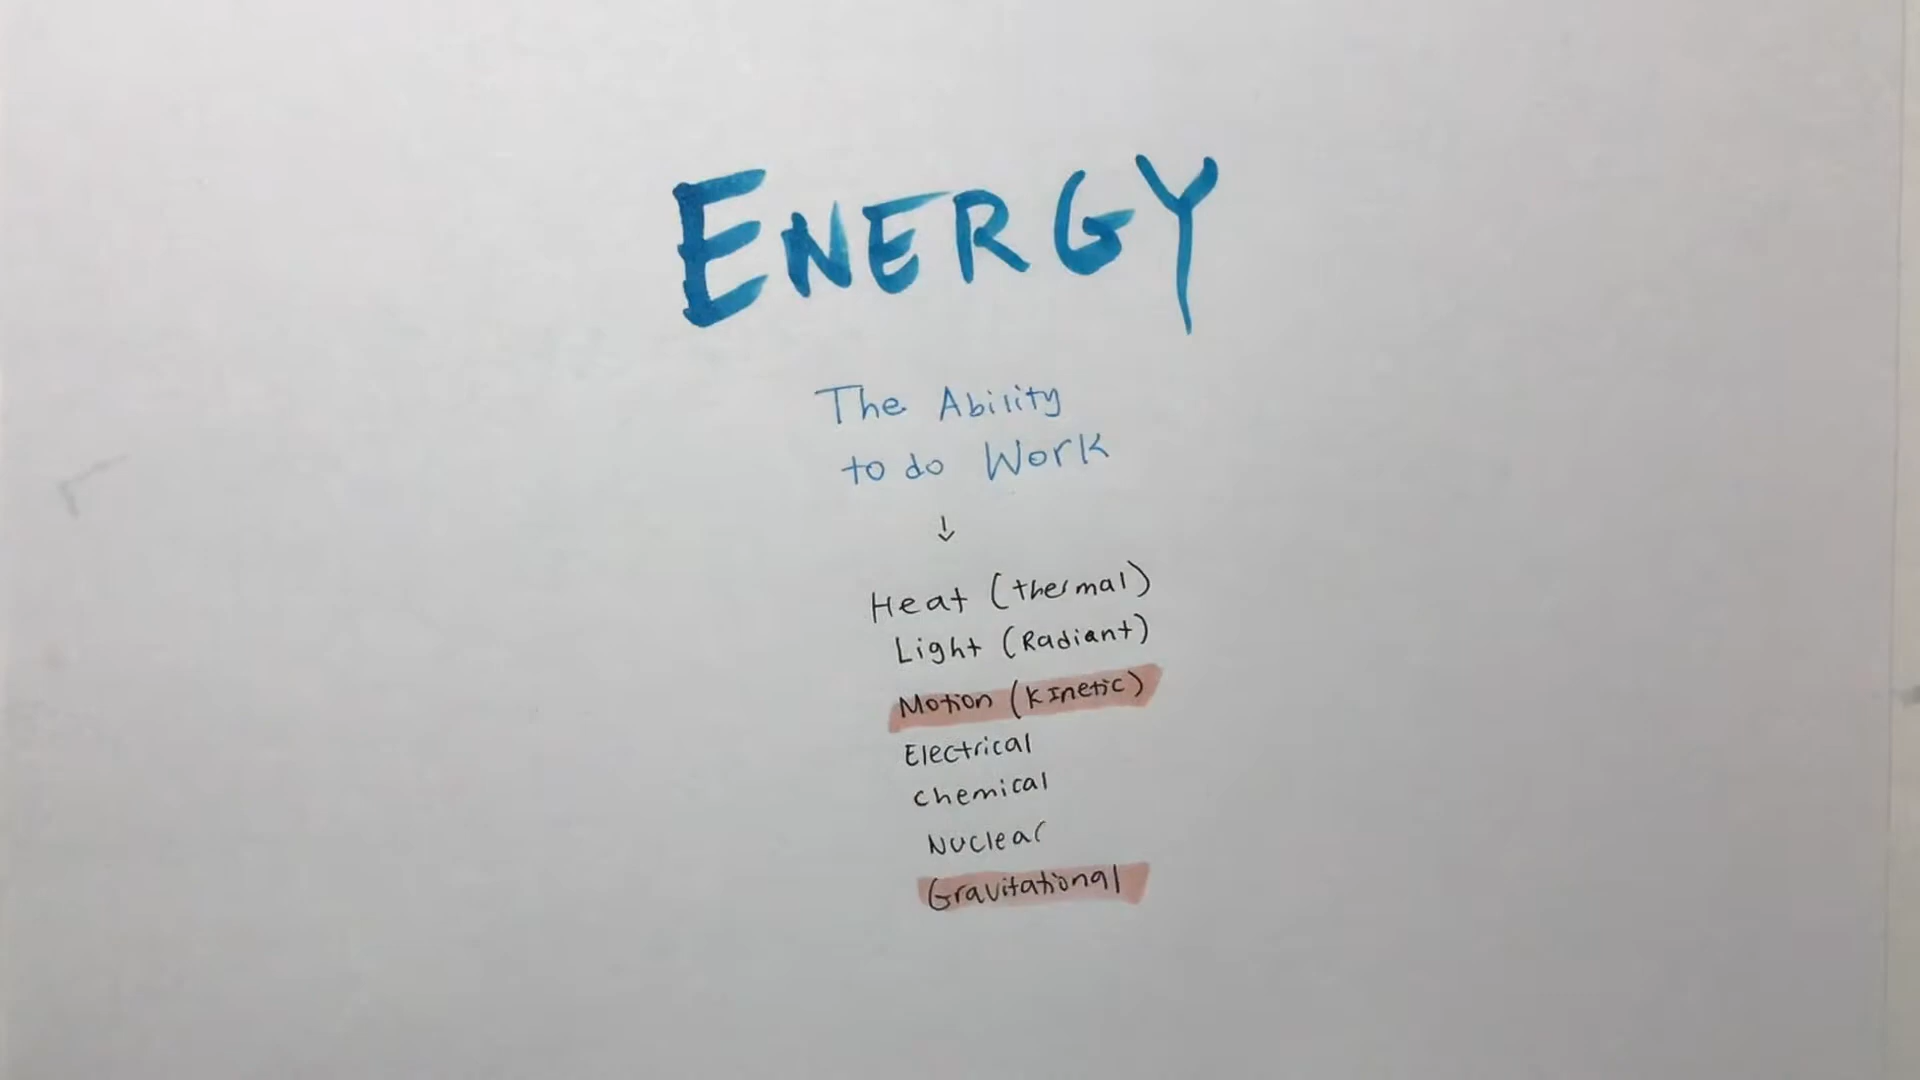 ENERGY
The Ability
to do Work
↓
Heat (thermal)
Light (Radiant)
Motion (KInetic)
Electrical
chemical
Nuclear
Gravitational